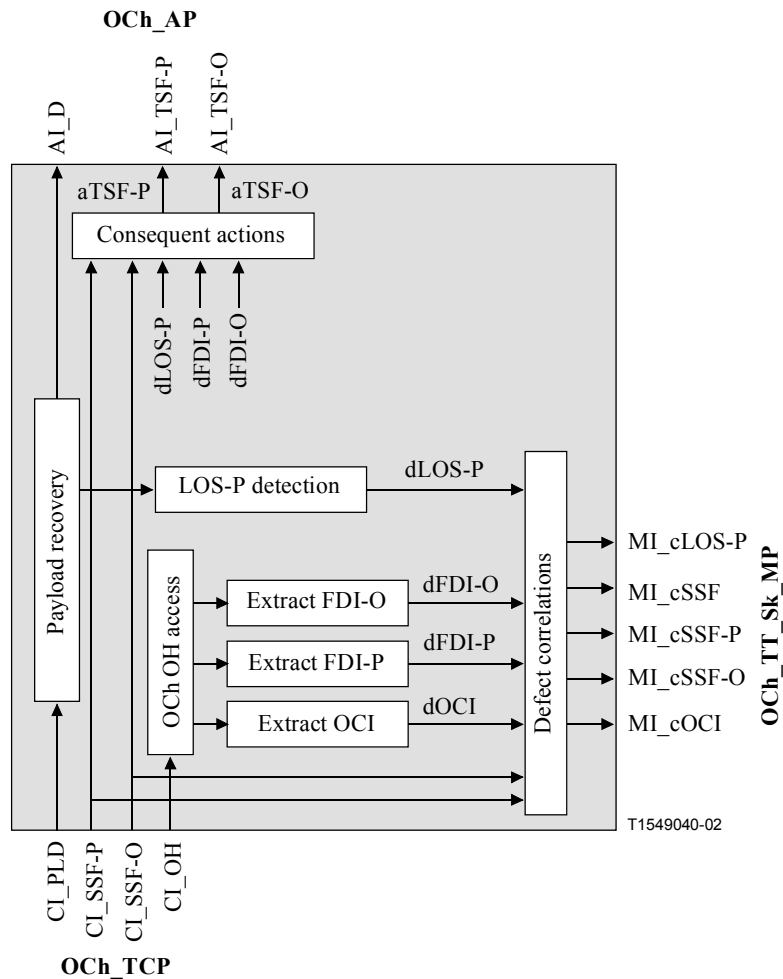 OCh_AP
AI_D
AI_TSF-P
AI_TSF-O
aTSF-P
aTSF-O
Consequent actions
dLOS-P
dFDI-P
dFDI-O
Payload recovery
LOS-P detection
dLOS-P
Defect correlations
OCh OH access
Extract FDI-O
dFDI-O
Extract FDI-P
dFDI-P
Extract OCI
dOCI
MI_cLOS-P
MI_cSSF
MI_cSSF-P
MI_cSSF-O
MI_cOCI
OCh_TT_Sk_MP
T1549040-02
CI_PLD
CI_SSF-P
CI_SSF-O
CI_OH
OCh_TCP